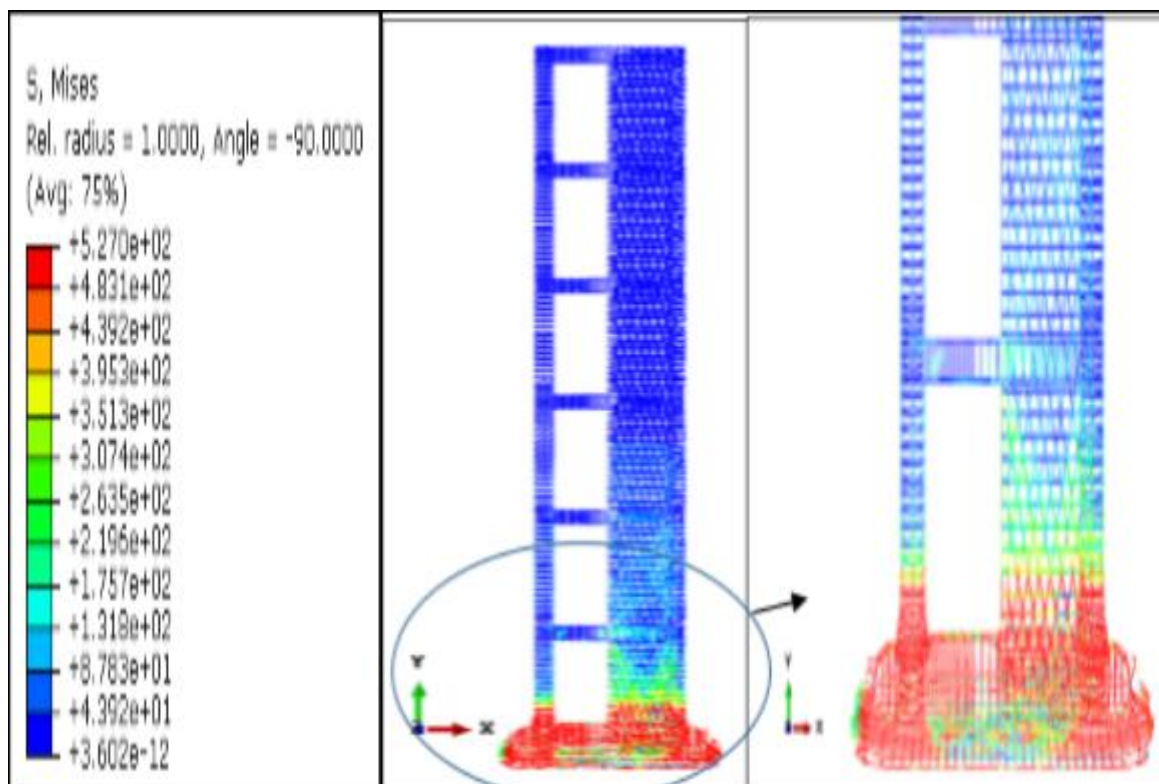 S, Mises
Rel. radius = 1.0000, Angle = -90.0000
(Avg: 75%)
+5.270e+02
+4.831e+02
+4.392e+02
+3.953e+02
+3.513e+02
+3.074e+02
+2.635e+02
+2.196e+02
+1.757e+02
+1.318e+02
+8.783e+01
+4.392e+01
+3.602e-12
Y
X
Y